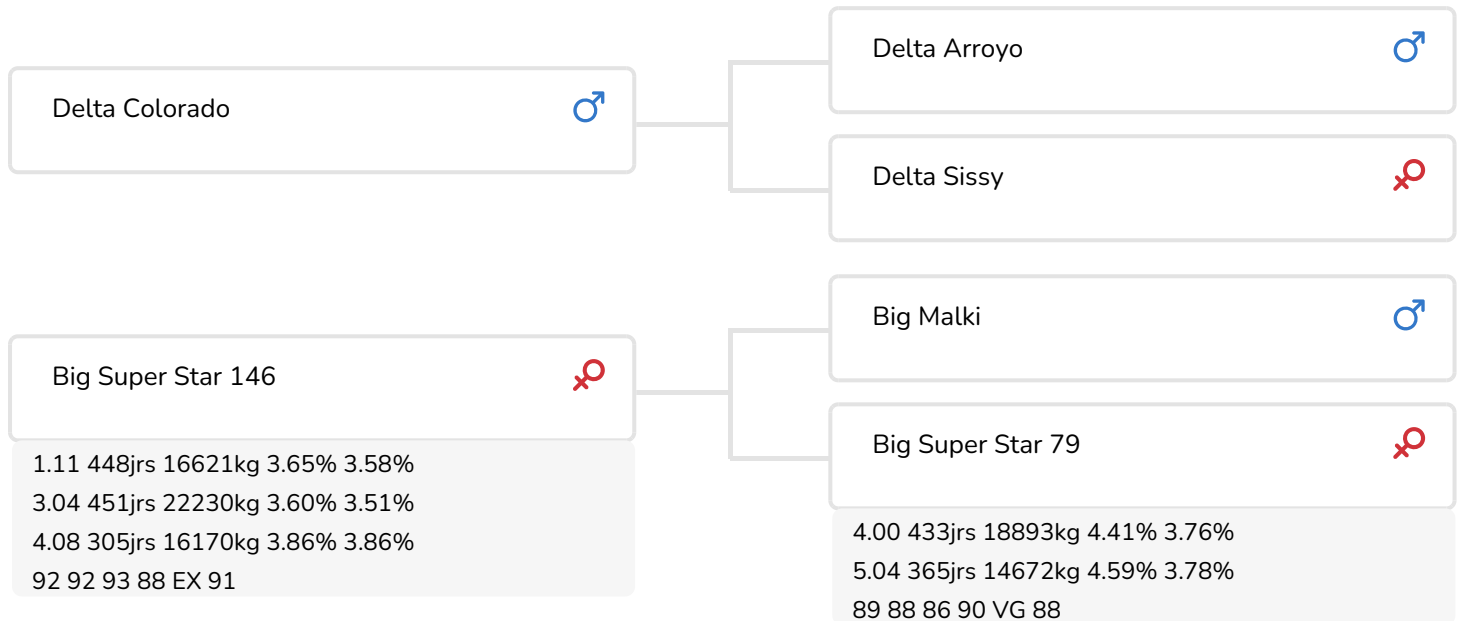 Delta Colorado
Delta Arroyo
Delta Sissy
Big Super Star 146
1.11 448jrs 16621kg 3.65% 3.58%
3.04 451jrs 22230kg 3.60% 3.51%
4.08 305jrs 16170kg 3.86% 3.86%
92 92 93 88 EX 91
Big Malki
Big Super Star 79
4.00 433jrs 18893kg 4.41% 3.76%
5.04 365jrs 14672kg 4.59% 3.78%
89 88 86 90 VG 88